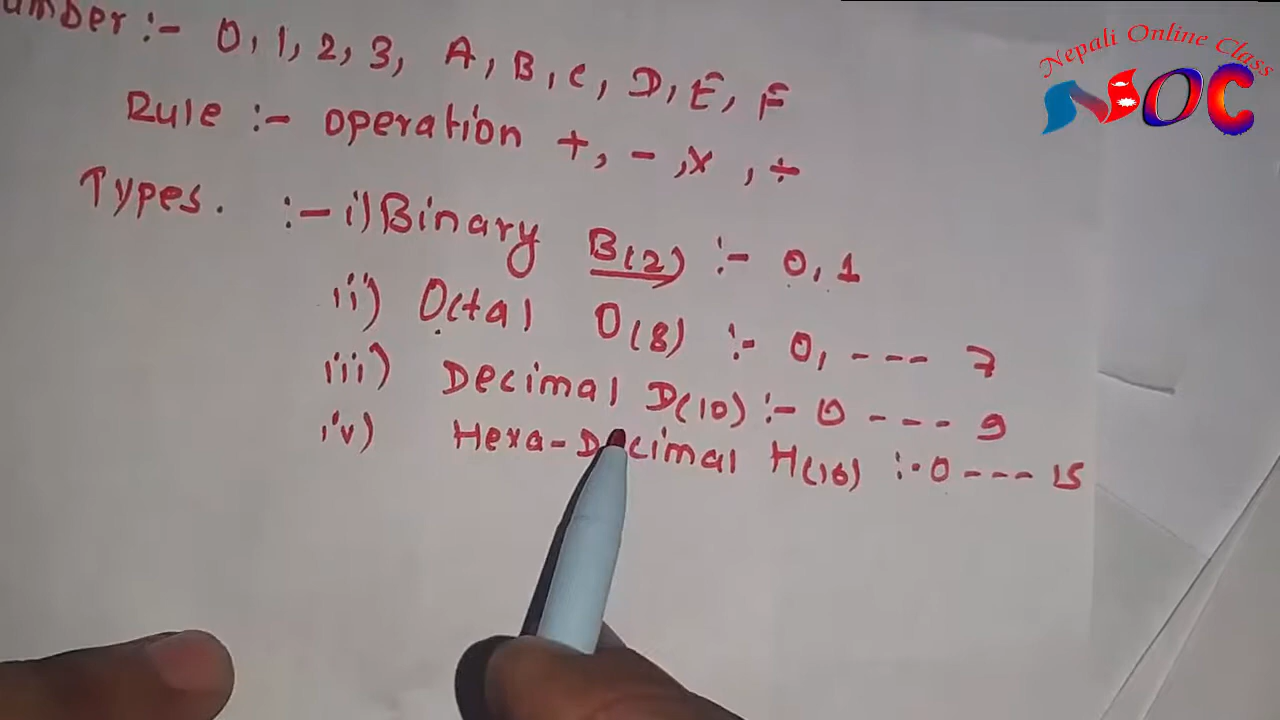 umber :- 0, 1, 2, 3, A, B, C, D, E, F
Rule :- operation +, -, x, ÷
Types. :- i) Binary B(2) :- 0, 1
ii) Octal O(8) :- 0, --- 7
iii) Decimal D(10) :- 0 --- 9
iv) Hexa-Decimal H(16) :- 0 --- 15
Nepali Online Class
NOC